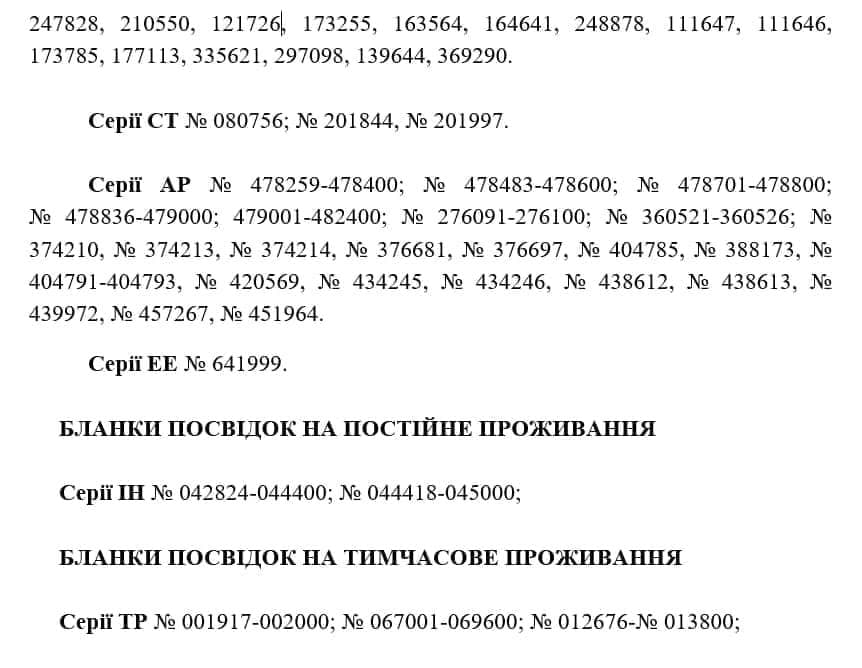 247828, 210550, 121726, 173255, 163564, 164641, 248878, 111647, 111646,
173785, 177113, 335621, 297098, 139644, 369290.
Серії СТ № 080756; № 201844, № 201997.
Серії АР № 478259-478400; № 478483-478600; № 478701-478800;
№ 478836-479000; 479001-482400; № 276091-276100; № 360521-360526; №
374210, № 374213, № 374214, № 376681, № 376697, № 404785, № 388173, №
404791-404793, № 420569, № 434245, № 434246, № 438612, № 438613, №
439972, № 457267, № 451964.
Серії ЕЕ № 641999.
БЛАНКИ ПОСВІДОК НА ПОСТІЙНЕ ПРОЖИВАННЯ
Серії ІН № 042824-044400; № 044418-045000;
БЛАНКИ ПОСВІДОК НА ТИМЧАСОВЕ ПРОЖИВАННЯ
Серії ТР № 001917-002000; № 067001-069600; № 012676-№ 013800;